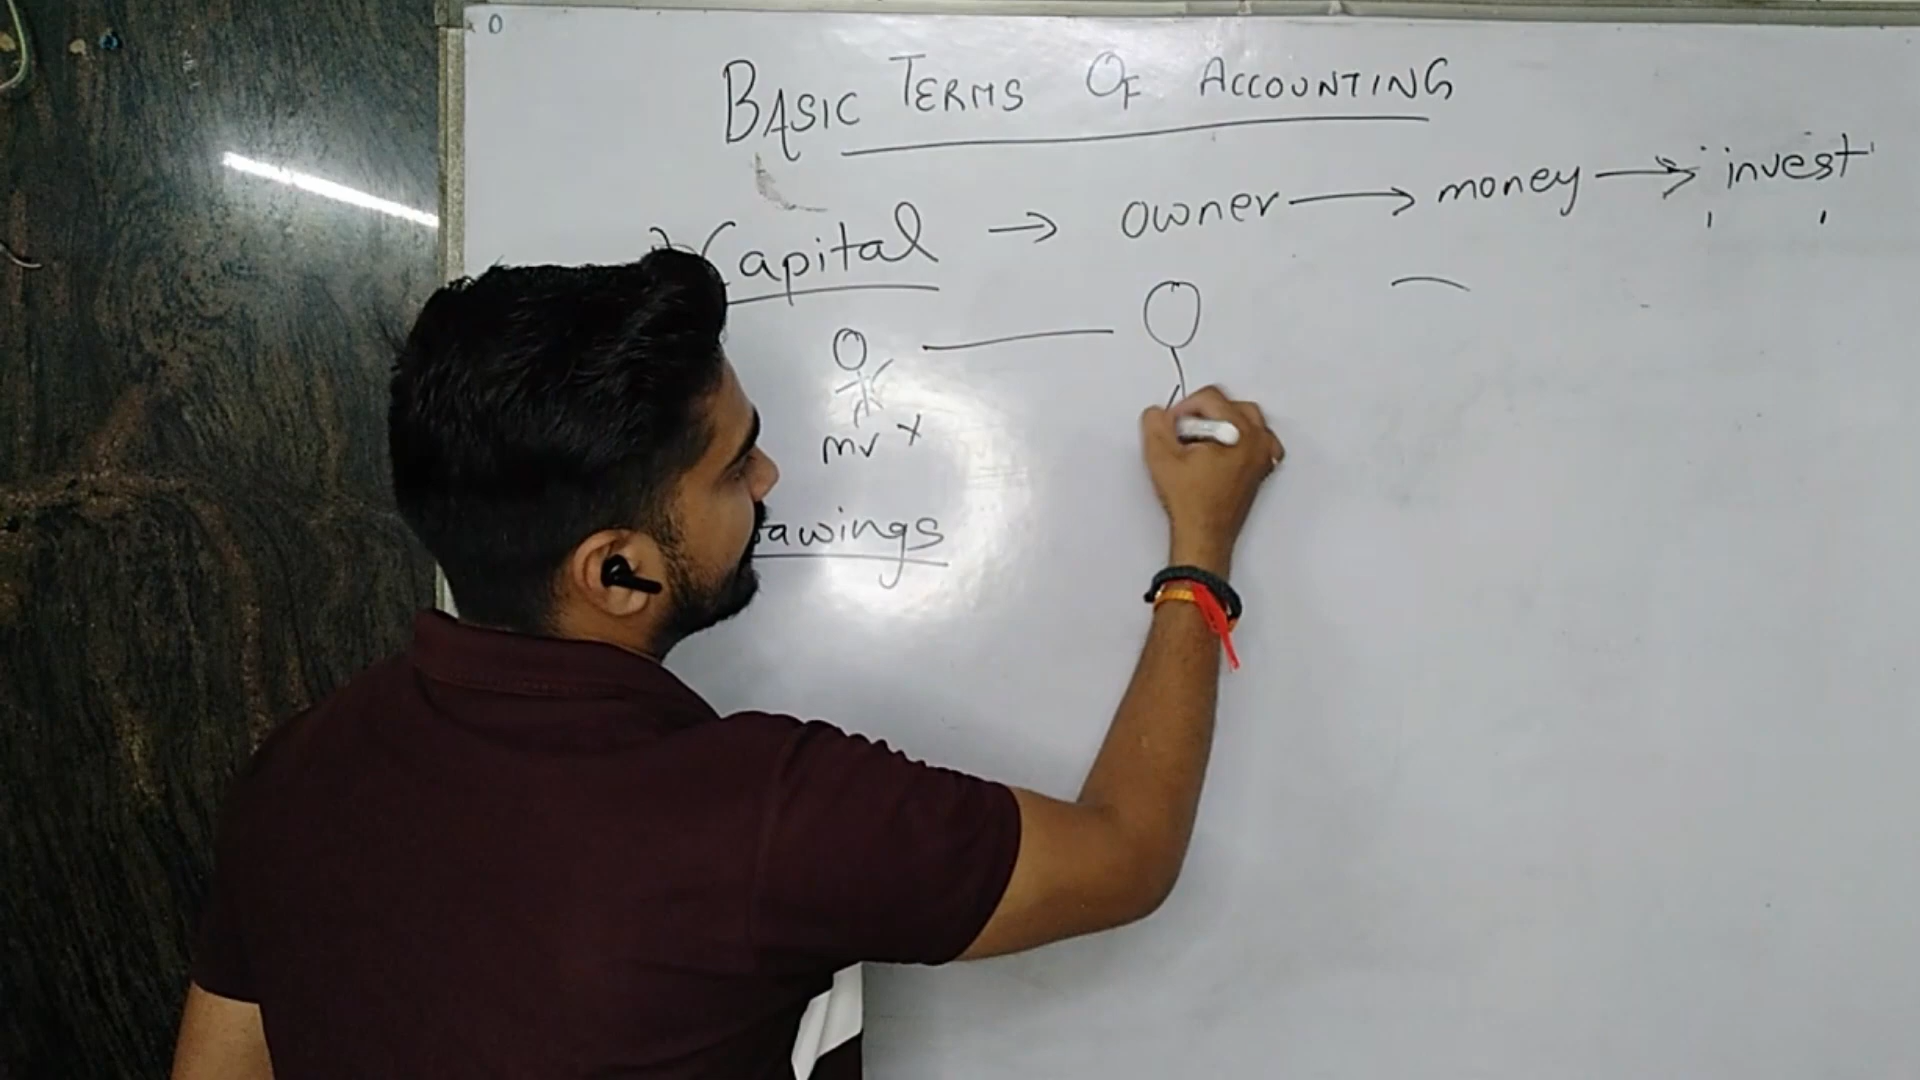 BASIC TERMS OF ACCOUNTING
Capital → owner → money → invest
mr x
awings